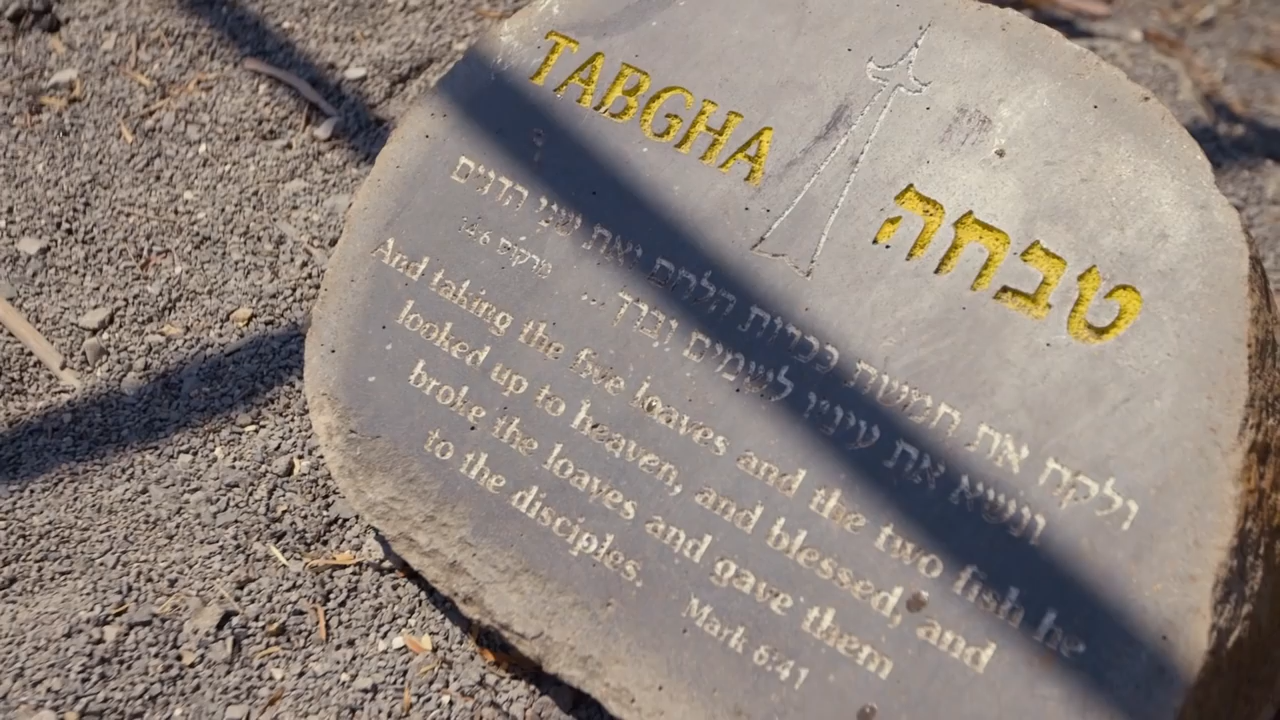 TABGHA
טבחה
ולקח את חמשת ככרות הלחם ואת שני הדגים
ונשא את עיניו לשמים וברך ...
מרקוס
And taking the five loaves and the two fish he
looked up to heaven, and blessed, and
broke the loaves and gave them
to the disciples.
Mark 6:41